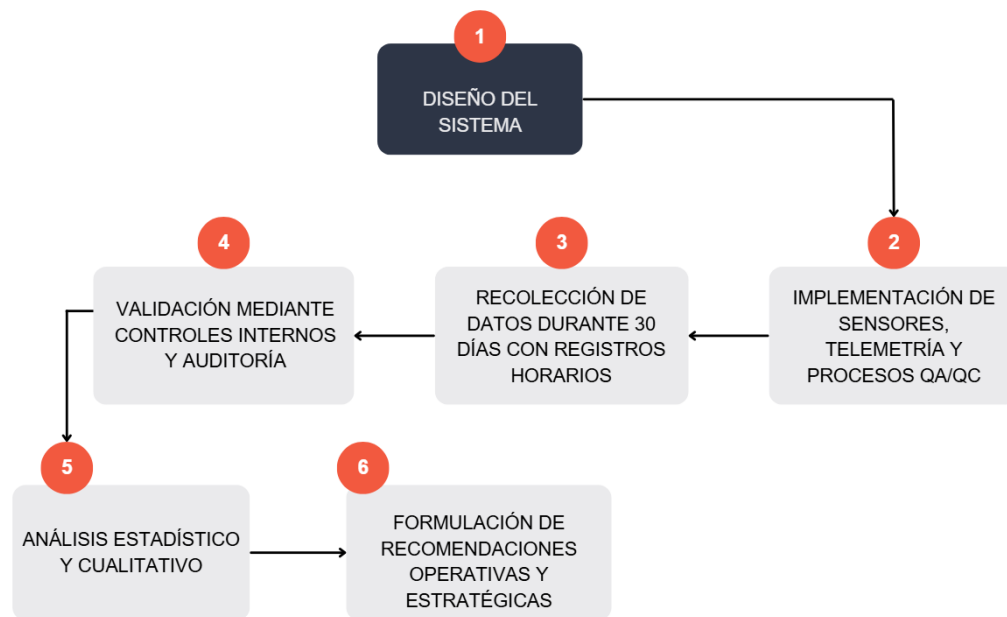 1
DISEÑO DEL
SISTEMA
2
IMPLEMENTACIÓN DE
SENSORES,
TELEMETRÍA Y
PROCESOS QA/QC
3
RECOLECCIÓN DE
DATOS DURANTE 30
DÍAS CON REGISTROS
HORARIOS
4
VALIDACIÓN MEDIANTE
CONTROLES INTERNOS
Y AUDITORÍA
5
ANÁLISIS ESTADÍSTICO
Y CUALITATIVO
6
FORMULACIÓN DE
RECOMENDACIONES
OPERATIVAS Y
ESTRATÉGICAS